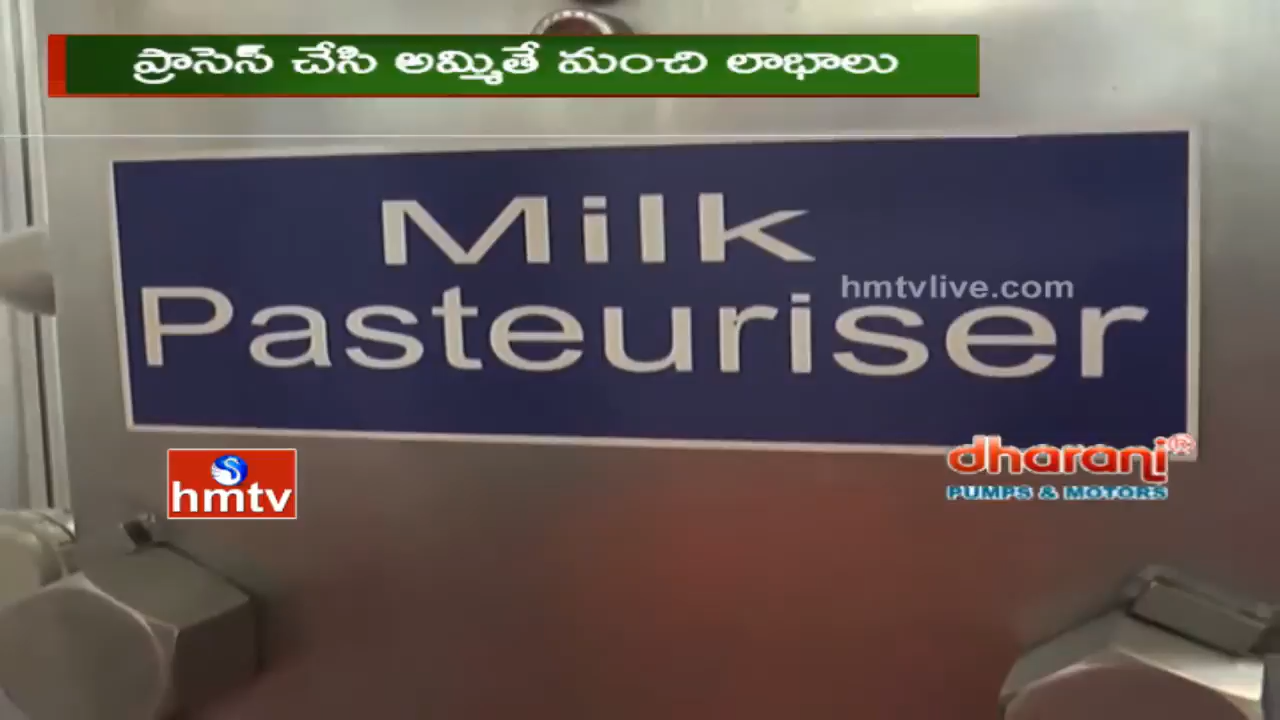 ప్రాసెస్ చేసి అమ్మితే మంచి లాభాలు
Milk
hmtvlive.com
Pasteuriser
dharani®
PUMPS & MOTORS
hmtv